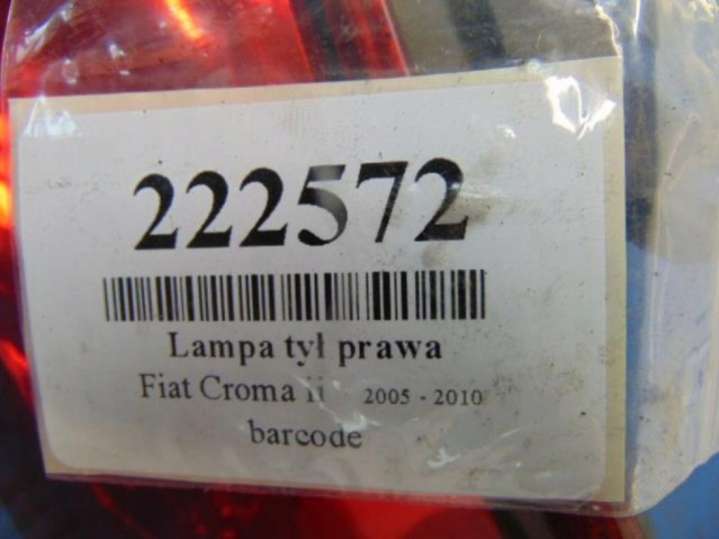 222572
Lampa tył prawa
Fiat Croma ii 2005 - 2010
barcode